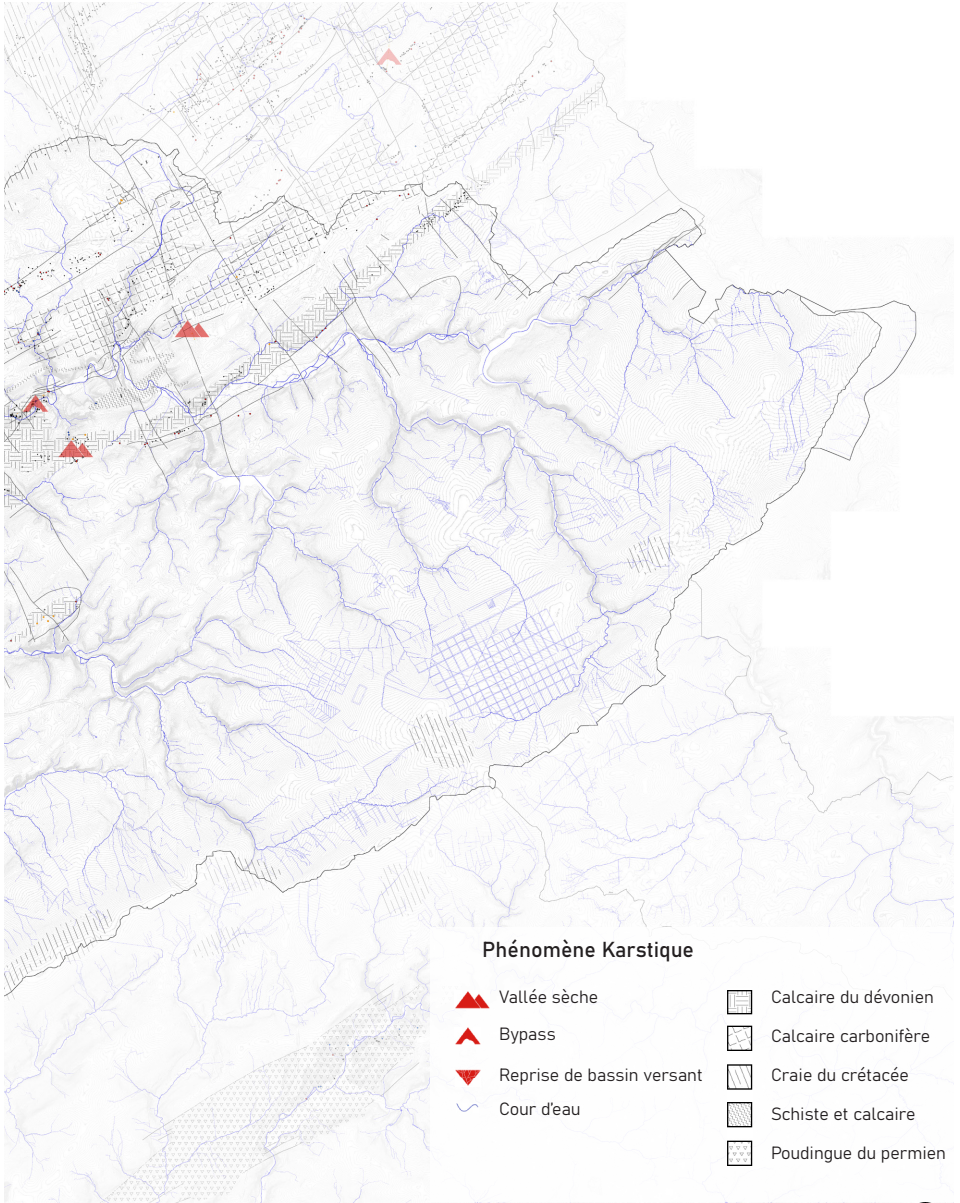 Phénomène Karstique
Vallée sèche
Bypass
Reprise de bassin versant
Cour d'eau
Calcaire du dévonien
Calcaire carbonifère
Craie du crétacée
Schiste et calcaire
Poudingue du permien